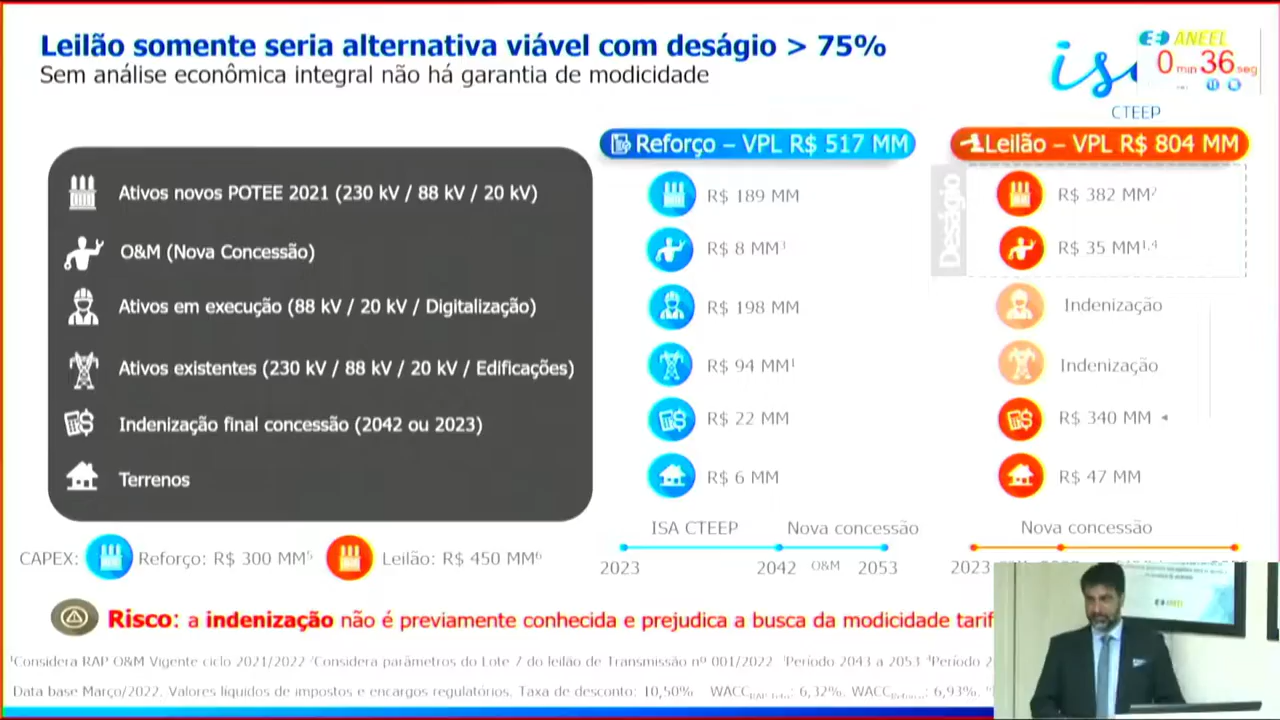 Leilão somente seria alternativa viável com deságio > 75%
Sem análise econômica integral não há garantia de modicidade
ANEEL
0 min 36 seg
CTEEP
Reforço – VPL R$ 517 MM
Leilão – VPL R$ 804 MM
Deságio
Ativos novos POTEE 2021 (230 kV / 88 kV / 20 kV)
R$ 189 MM
R$ 382 MM²
O&M (Nova Concessão)
R$ 8 MM³
R$ 35 MM¹,⁴
Ativos em execução (88 kV / 20 kV / Digitalização)
R$ 198 MM
Indenização
Ativos existentes (230 kV / 88 kV / 20 kV / Edificações)
R$ 94 MM¹
Indenização
Indenização final concessão (2042 ou 2023)
R$ 22 MM
R$ 340 MM
Terrenos
R$ 6 MM
R$ 47 MM
ISA CTEEP
Nova concessão
Nova concessão
CAPEX:
Reforço: R$ 300 MM⁵
Leilão: R$ 450 MM⁶
2023
2042
O&M
2053
2023
Risco: a indenização não é previamente conhecida e prejudica a busca da modicidade tarif
¹Considera RAP O&M Vigente ciclo 2021/2022 ²Considera parâmetros do Lote 7 do leilão de Transmissão nº 001/2022 ³Período 2043 a 2053 ⁴Período 2
Data base Março/2022. Valores líquidos de impostos e encargos regulatórios. Taxa de desconto: 10,50% WACC: 6,32%. WACC: 6,93%.
ANEEL